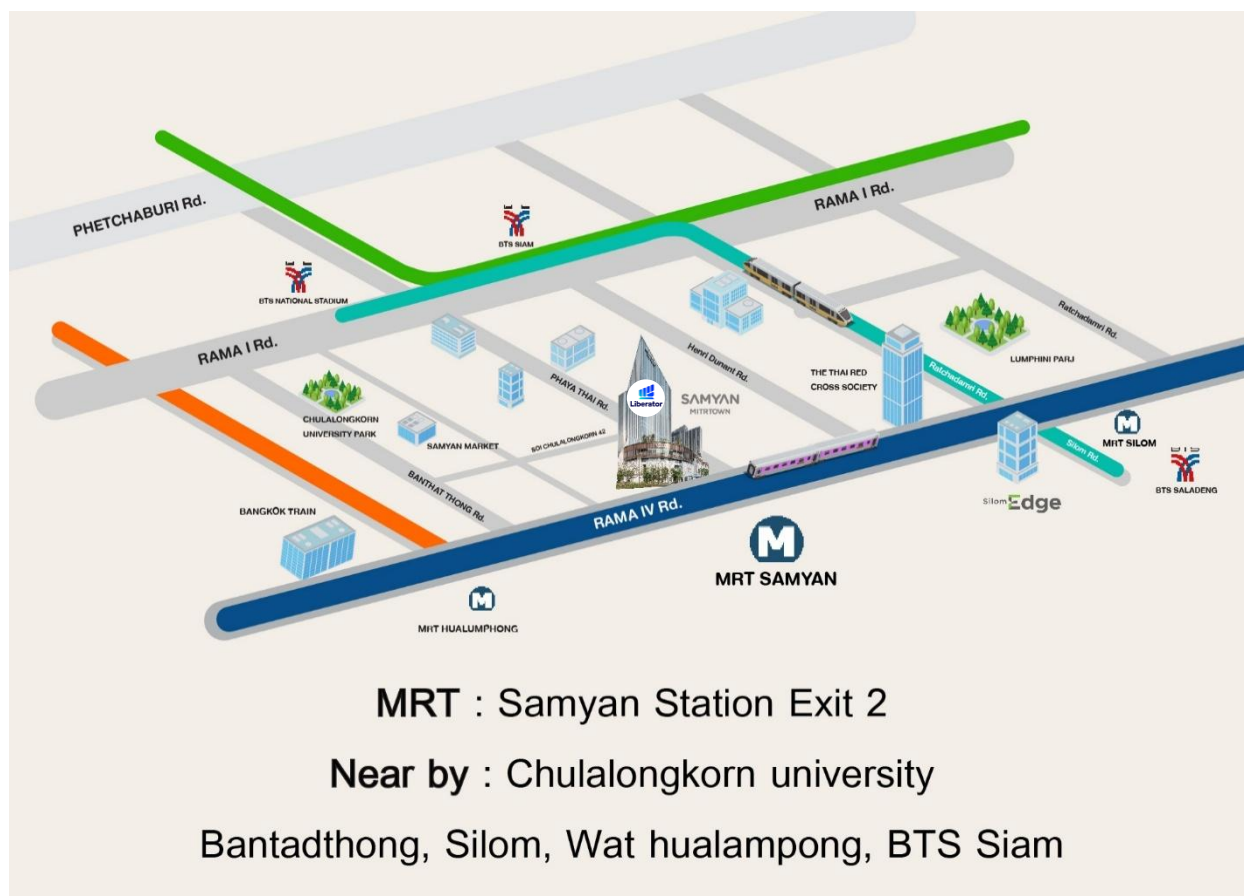 PHETCHABURI Rd.
RAMA I Rd.
BTS SIAM
BTS NATIONAL STADIUM
Ratchadamri Rd.
RAMA I Rd.
LUMPHINI PARJ
Henri Dunant Rd.
THE THAI RED
CROSS SOCIETY
Ratchadamri Rd.
PHAYA THAI Rd.
Liberator
SAMYAN
MITRTOWN
CHULALONGKORN
UNIVERSITY PARK
SAMYAN MARKET
SOI CHULALONGKORN 42
MRT SILOM
Silom Rd.
BTS
BTS SALADENG
BANTHAT THONG Rd.
Silom Edge
BANGKOK TRAIN
RAMA IV Rd.
M
MRT SAMYAN
M
MRT HUALUMPHONG
MRT : Samyan Station Exit 2
Near by : Chulalongkorn university
Bantadthong, Silom, Wat hualampong, BTS Siam